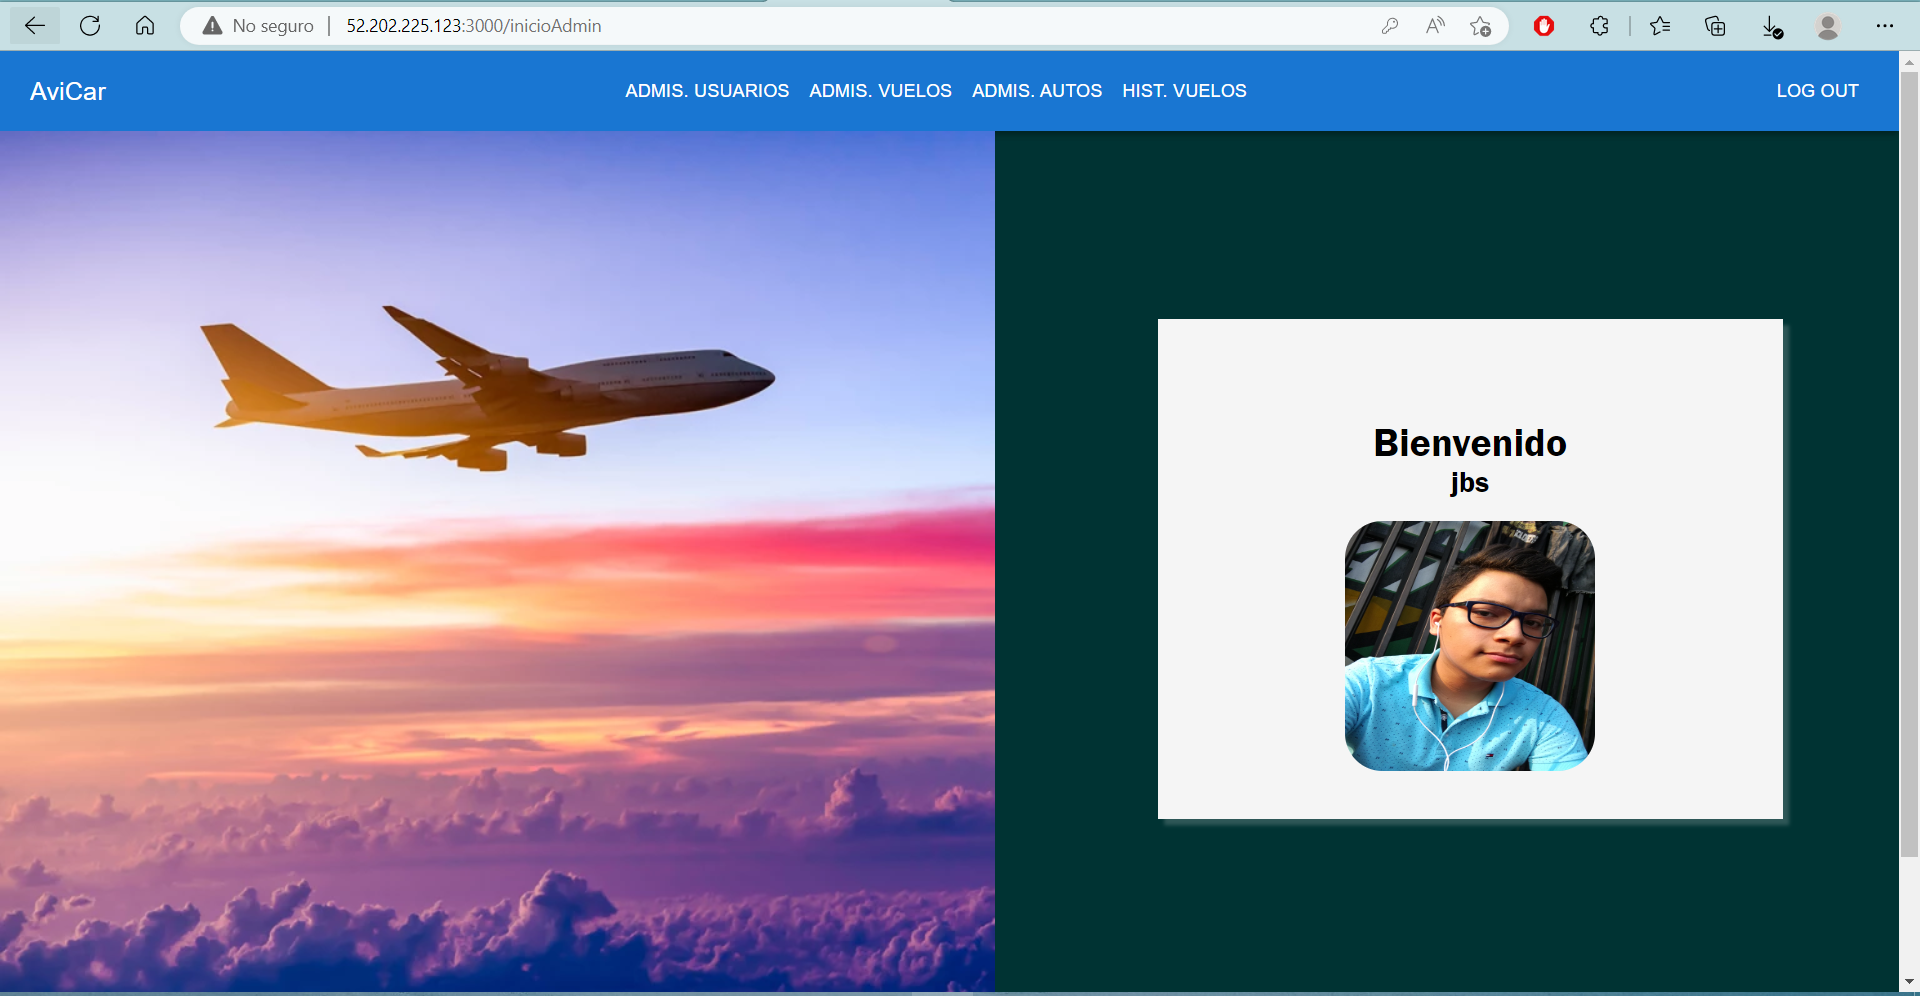 No seguro
52.202.225.123:3000/inicioAdmin
AviCar
ADMIS. USUARIOS
ADMIS. VUELOS
ADMIS. AUTOS
HIST. VUELOS
LOG OUT
Bienvenido
jbs